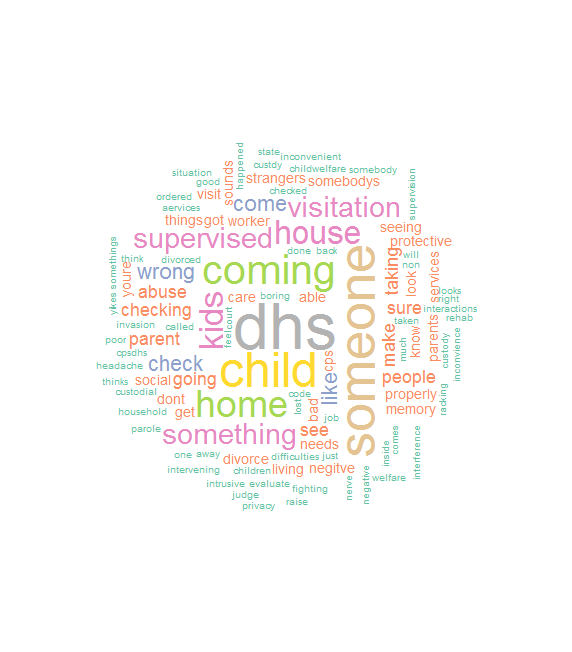 state
inconvenient
happened
custdy
childwelfare
somebody
situation
sounds
strangers
somebodys
good
checked
supervision
ordered
visit
aervices
come
visitation
things
got
worker
seeing
supervised
house
protective
done
back
will
think
divorced
non
yikes
somethings
youre
wrong
coming
taking
look
services
abuse
care
boring
able
looks
right
checking
kids
dhs
someone
sure
interactions
invasion
called
taken
rehab
poor
parent
feel
court
make
know
parents
much
cpsdhs
custody
inconvience
headache
check
child
cps
like
people
thinks
social
going
properly
racking
custodial
dont
home
code
household
get
lost
bad
job
memory
parole
something
see
needs
inside
comes
interference
one
away
divorce
difficulties
just
intervening
children
living
negitve
intrusive
evaluate
nerve
negative
welfare
judge
fighting
privacy
raise